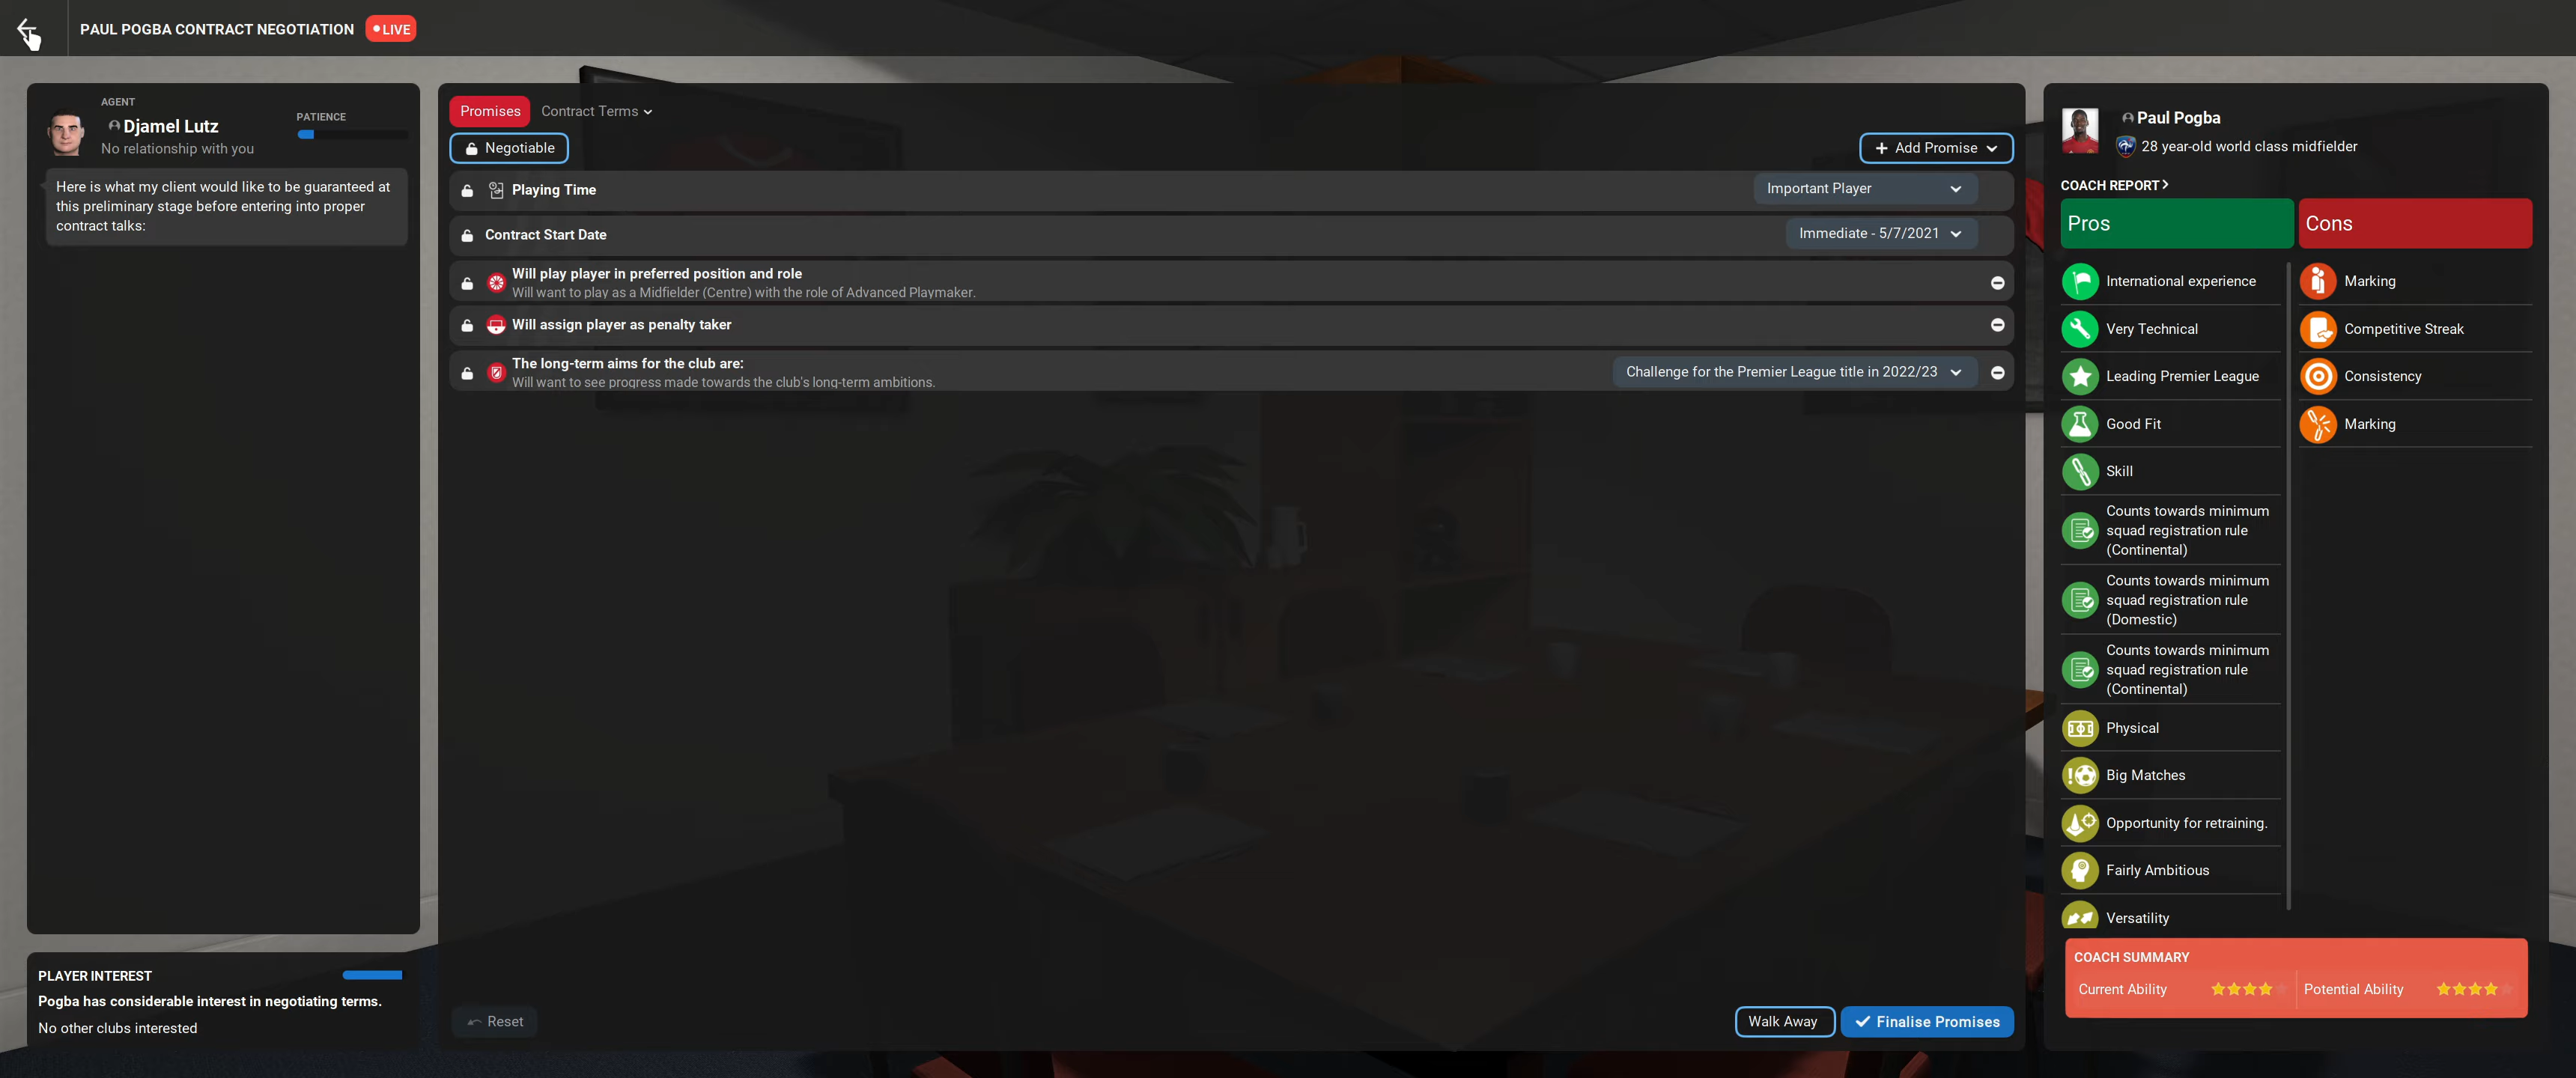 PAUL POGBA CONTRACT NEGOTIATION
LIVE
AGENT
Djamel Lutz
No relationship with you
PATIENCE
Here is what my client would like to be guaranteed at
this preliminary stage before entering into proper
contract talks:
Promises
Contract Terms
Negotiable
+ Add Promise
Playing Time
Important Player
Contract Start Date
Immediate - 5/7/2021
Will play player in preferred position and role
Will want to play as a Midfielder (Centre) with the role of Advanced Playmaker.
Will assign player as penalty taker
The long-term aims for the club are:
Will want to see progress made towards the club's long-term ambitions.
Challenge for the Premier League title in 2022/23
Reset
Walk Away
Finalise Promises
PLAYER INTEREST
Pogba has considerable interest in negotiating terms.
No other clubs interested
Paul Pogba
28 year-old world class midfielder
COACH REPORT
Pros
International experience
Very Technical
Leading Premier League
Good Fit
Skill
Counts towards minimum
squad registration rule
(Continental)
Counts towards minimum
squad registration rule
(Domestic)
Counts towards minimum
squad registration rule
(Continental)
Physical
Big Matches
Opportunity for retraining.
Fairly Ambitious
Versatility
Cons
Marking
Competitive Streak
Consistency
Marking
COACH SUMMARY
Current Ability
Potential Ability